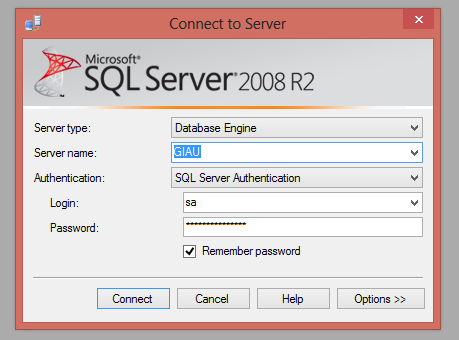 Connect to Server
Microsoft®
SQL Server® 2008 R2
Server type: Database Engine
Server name: GIAU
Authentication: SQL Server Authentication
Login: sa
Password: ***************
Remember password
Connect Cancel Help Options >>